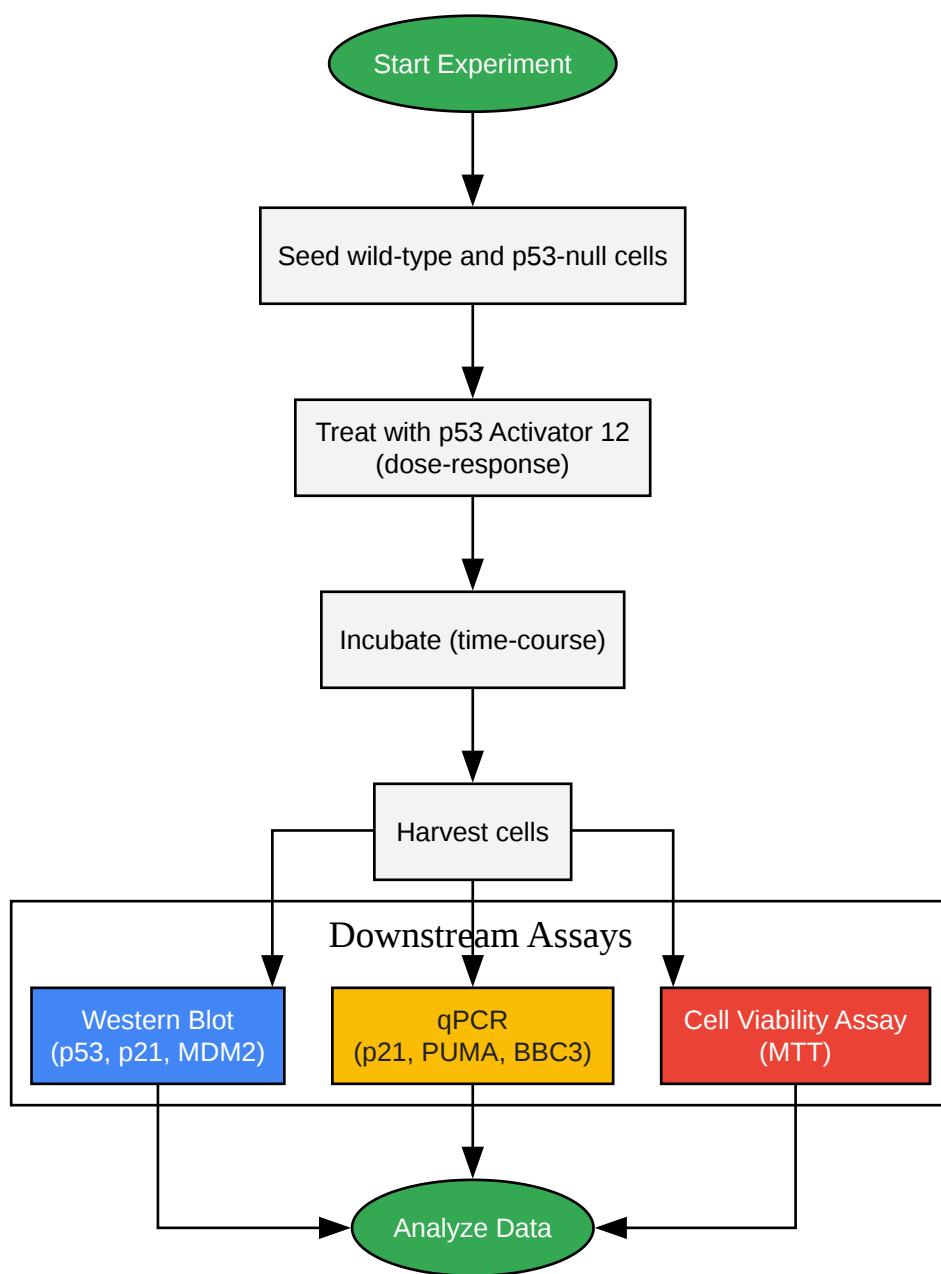 Start Experiment
Seed wild-type and p53-null cells
Treat with p53 Activator 12
(dose-response)
Incubate (time-course)
Harvest cells
Downstream Assays
Western Blot
(p53, p21, MDM2)
qPCR
(p21, PUMA, BBC3)
Cell Viability Assay
(MTT)
Analyze Data